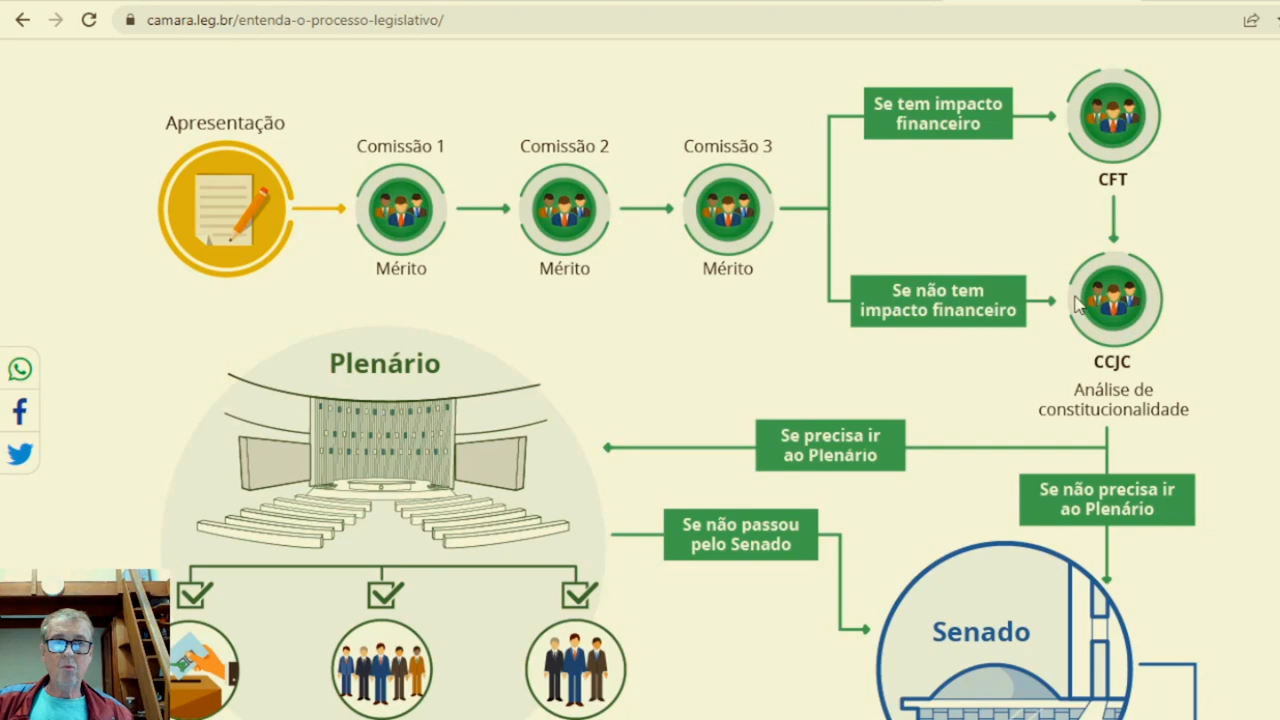 camara.leg.br/entenda-o-processo-legislativo/
Apresentação
Comissão 1
Mérito
Comissão 2
Mérito
Comissão 3
Mérito
Se tem impacto
financeiro
CFT
Se não tem
impacto financeiro
CCJC
Análise de
constitucionalidade
Plenário
Se precisa ir
ao Plenário
Se não precisa ir
ao Plenário
Se não passou
pelo Senado
Senado